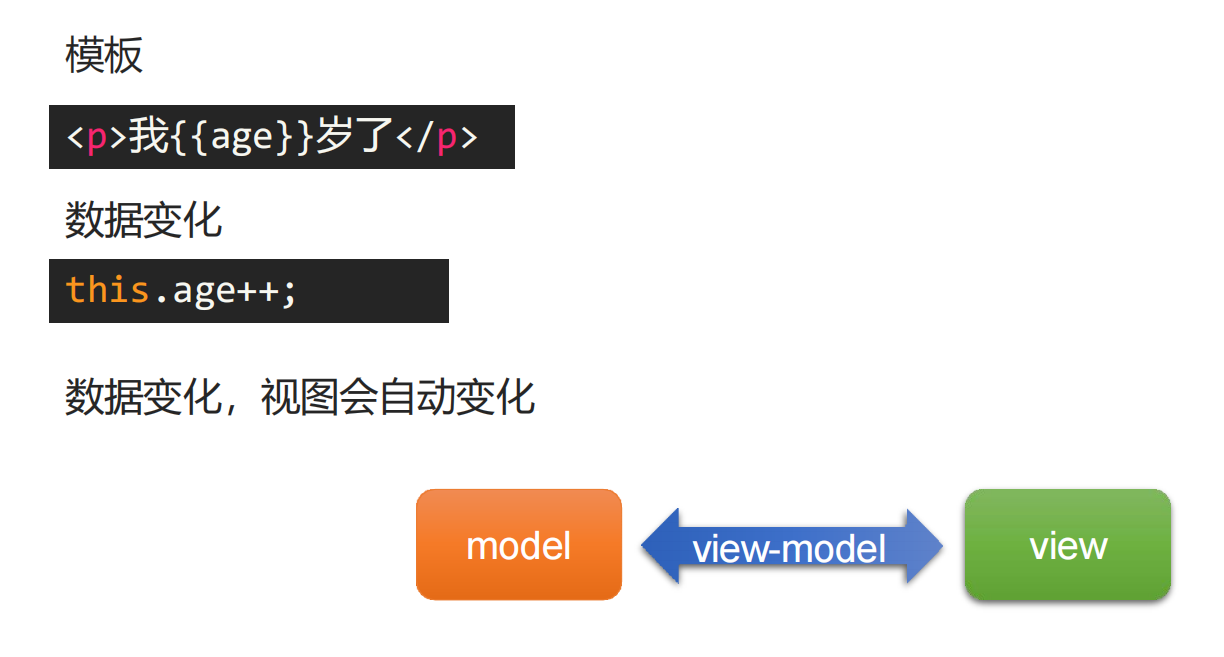 模板
<p>我{{age}}岁了</p>
数据变化
this.age++;
数据变化，视图会自动变化
model
view-model
view